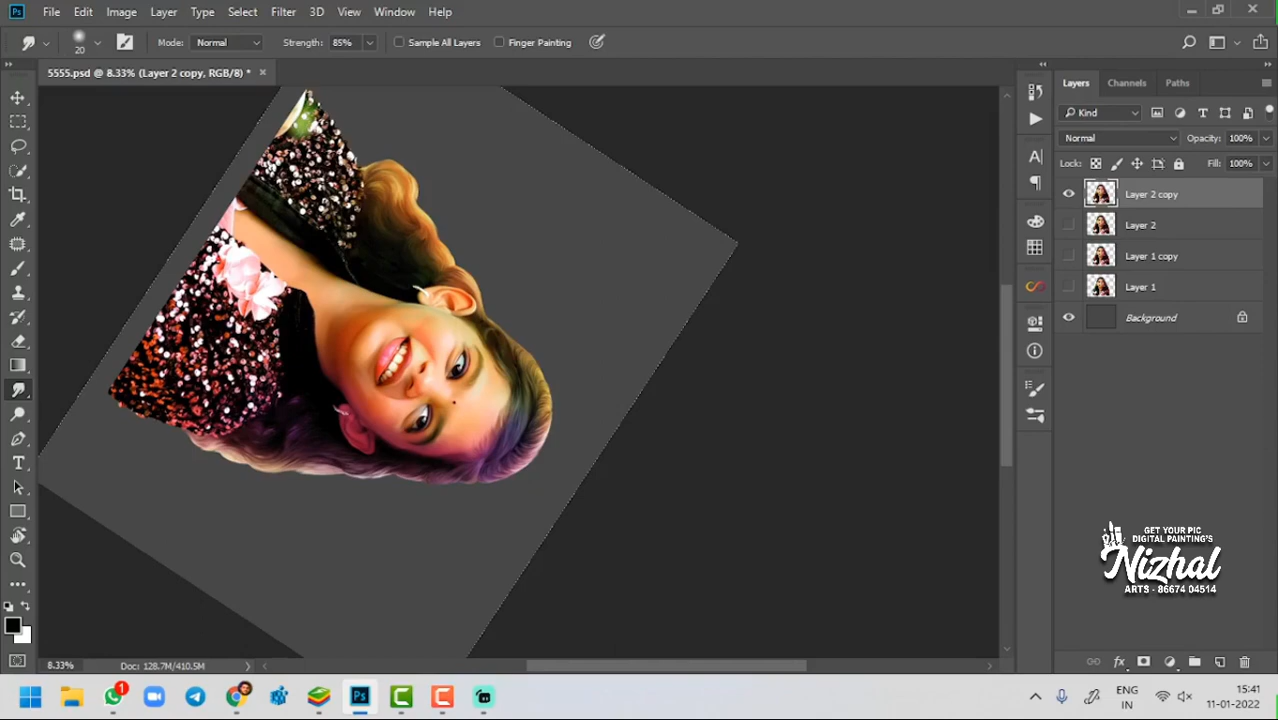 File Edit Image Layer Type Select Filter 3D View Window Help
20 Mode: Normal Strength: 85% Sample All Layers Finger Painting
5555.psd @ 8.33% (Layer 2 copy, RGB/8) * ×
Layers Channels Paths
Kind
Normal Opacity: 100%
Lock: Fill: 100%
Layer 2 copy
Layer 2
Layer 1 copy
Layer 1
Background
GET YOUR PIC
DIGITAL PAINTING'S
Nizhal
ARTS - 86674 04514
8.33% Doc: 128.7M/410.5M
1 Ps ENG 15:41
IN 11-01-2022